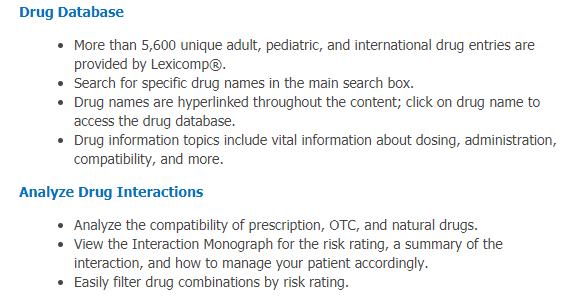 Drug Database
• More than 5,600 unique adult, pediatric, and international drug entries are
provided by Lexicomp®.
• Search for specific drug names in the main search box.
• Drug names are hyperlinked throughout the content; click on drug name to
access the drug database.
• Drug information topics include vital information about dosing, administration,
compatibility, and more.
Analyze Drug Interactions
• Analyze the compatibility of prescription, OTC, and natural drugs.
• View the Interaction Monograph for the risk rating, a summary of the
interaction, and how to manage your patient accordingly.
• Easily filter drug combinations by risk rating.